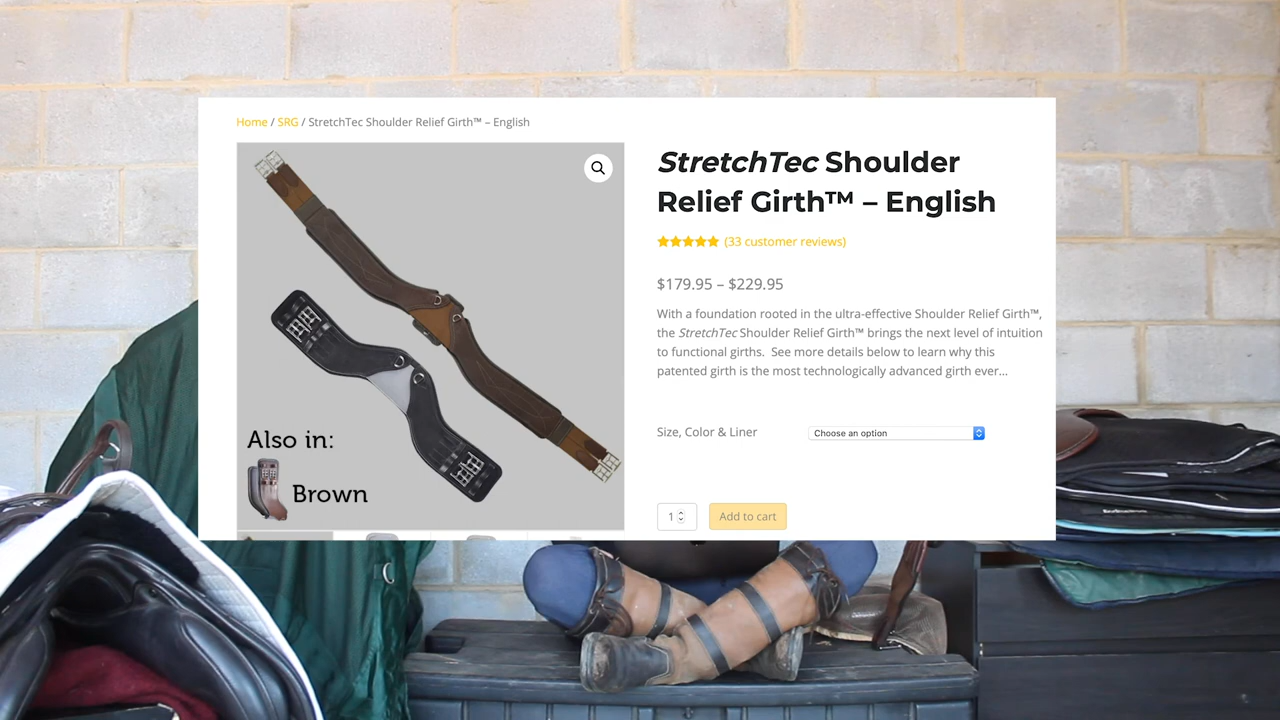 Home / SRG / StretchTec Shoulder Relief Girth™ – English
StretchTec Shoulder
Relief Girth™ – English
(33 customer reviews)
$179.95 – $229.95
With a foundation rooted in the ultra-effective Shoulder Relief Girth™,
the StretchTec Shoulder Relief Girth™ brings the next level of intuition
to functional girths.  See more details below to learn why this
patented girth is the most technologically advanced girth ever...
Size, Color & Liner
Choose an option
1
Add to cart
Also in:
Brown